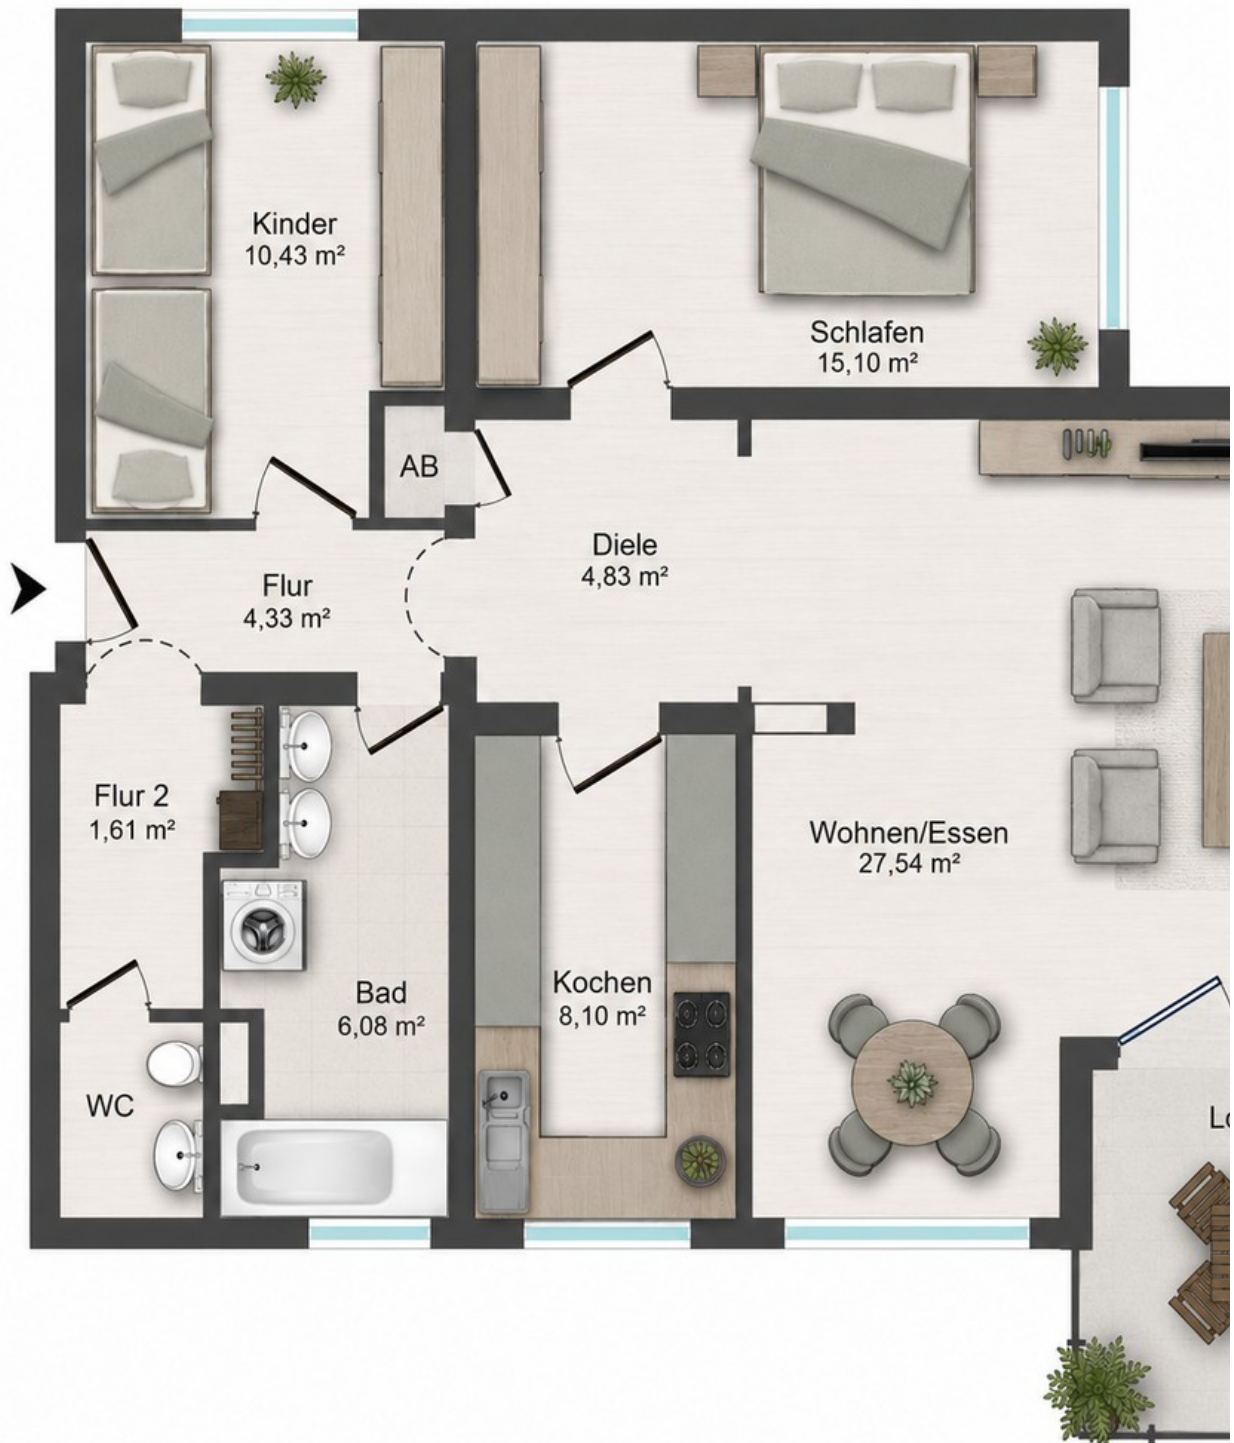 Kinder
10,43 m²
Schlafen
15,10 m²
AB
Diele
4,83 m²
Flur
4,33 m²
Flur 2
1,61 m²
Wohnen/Essen
27,54 m²
Bad
6,08 m²
Kochen
8,10 m²
WC